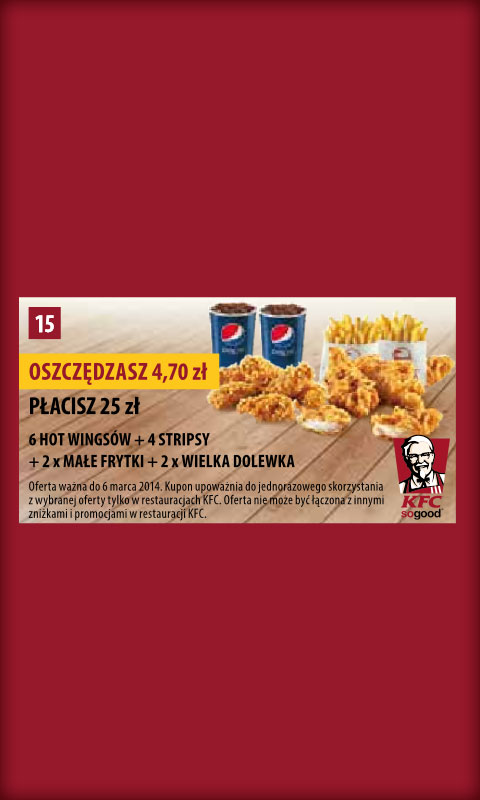 15
OSZCZĘDZASZ 4,70 zł
PŁACISZ 25 zł
6 HOT WINGSÓW + 4 STRIPSY
+ 2 x MAŁE FRYTKI + 2 x WIELKA DOLEWKA
Oferta ważna do 6 marca 2014. Kupon upoważnia do jednorazowego skorzystania
z wybranej oferty tylko w restauracjach KFC. Oferta nie może być łączona z innymi
zniżkami i promocjami w restauracji KFC.
KFC
sogood